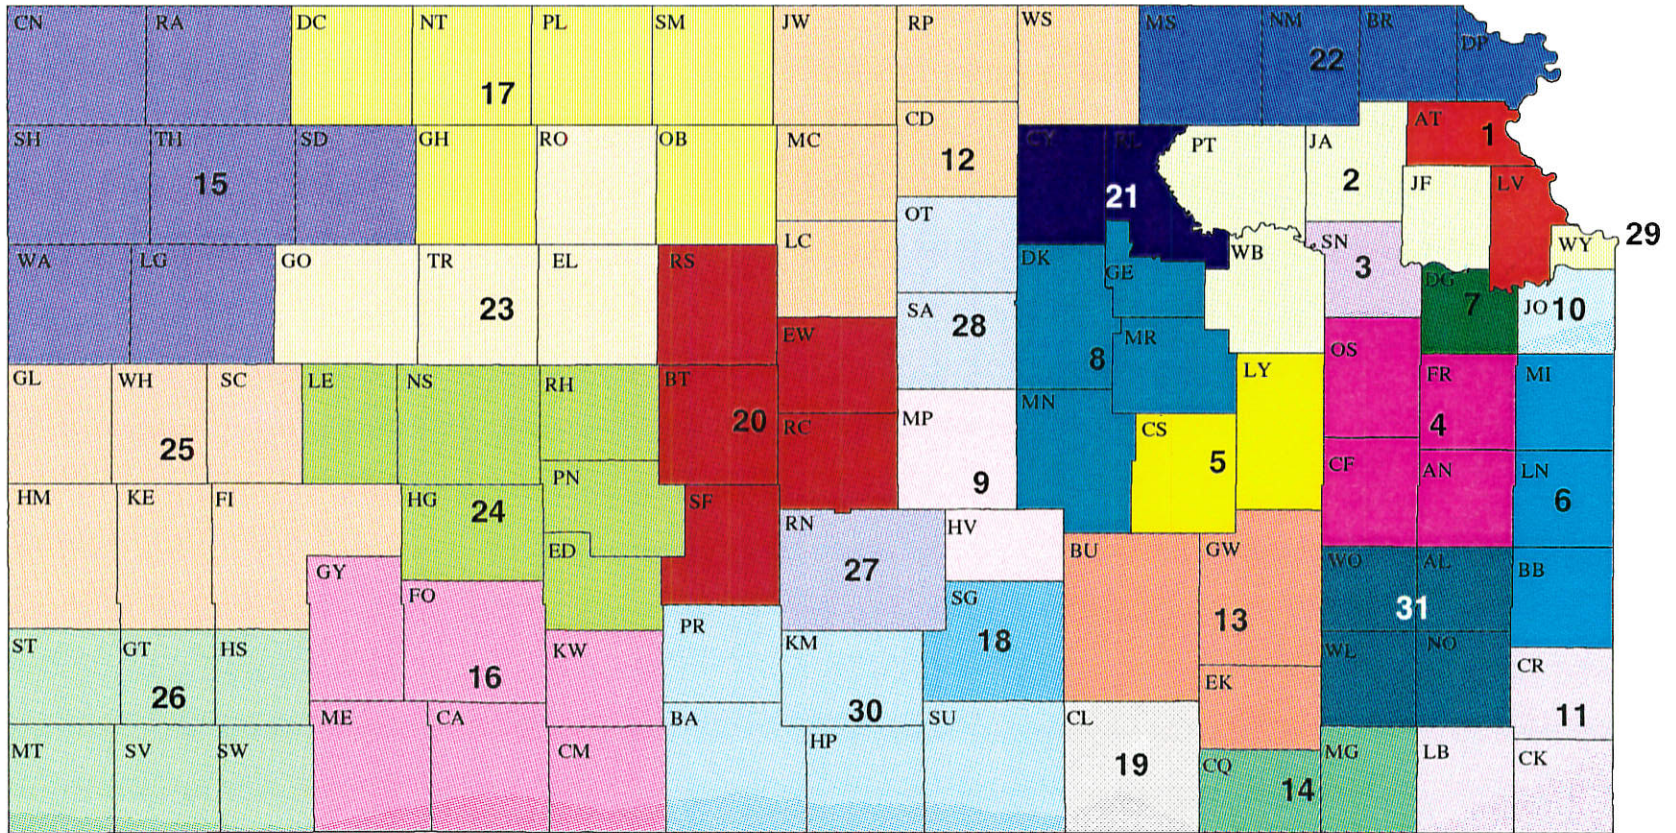 CN RA DC NT PL SM JW RP WS MS NM BR DP
17 22
SH TH SD GH RO OB MC CD CY RL PT JA AT 1
15 12 21 2 JF LV
OT
WA LG GO TR EL RS LC DK GE WB SN WY 29
23 3 DG 7
SA 28 JO 10
EW MR 8
GL WH SC LE NS RH BT OS FR MI
25 20 RC MP MN LY 4
CS 5
PN CF AN LN
HM KE FI HG 24 SF 9 6
RN HV
ED 27 BU GW WO AL BB
GY FO SG 31
PR 13
ST GT HS KW KM 18 WL NO
26 16 EK CR
30 11
ME CA BA SU CL
MT SV SW CM HP 19 CQ MG LB CK
14